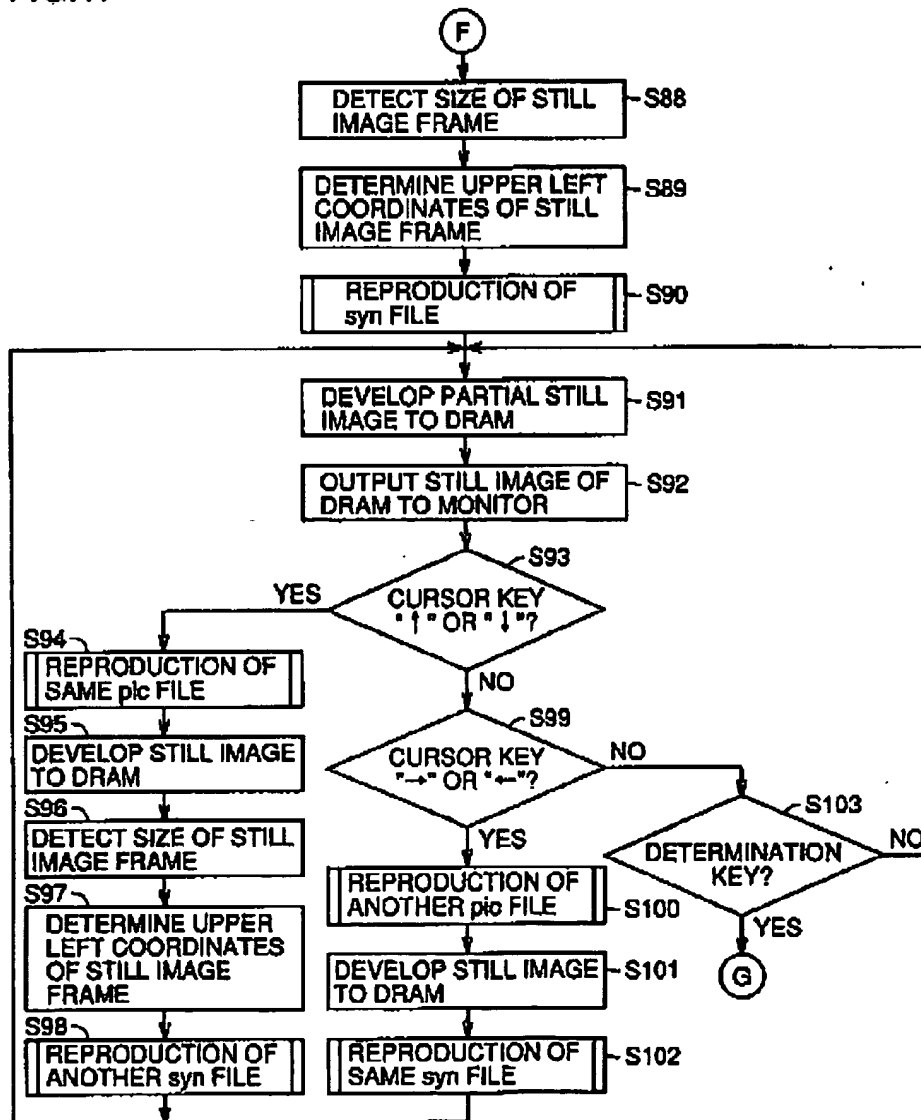 F
DETECT SIZE OF STILL
IMAGE FRAME
S88
DETERMINE UPPER LEFT
COORDINATES OF STILL
IMAGE FRAME
S89
REPRODUCTION OF
syn FILE
S90
DEVELOP PARTIAL STILL
IMAGE TO DRAM
S91
OUTPUT STILL IMAGE OF
DRAM TO MONITOR
S92
S93
CURSOR KEY
"↑" OR "↓"?
YES
NO
S94
REPRODUCTION OF
SAME pic FILE
S95
DEVELOP STILL IMAGE
TO DRAM
S96
DETECT SIZE OF STILL
IMAGE FRAME
S97
DETERMINE UPPER
LEFT COORDINATES
OF STILL IMAGE
FRAME
S98
REPRODUCTION OF
ANOTHER syn FILE
S99
CURSOR KEY
"→" OR "←"?
NO
YES
REPRODUCTION OF
ANOTHER pic FILE
S100
DEVELOP STILL IMAGE
TO DRAM
S101
REPRODUCTION OF
SAME syn FILE
S102
S103
DETERMINATION
KEY?
NO
YES
G